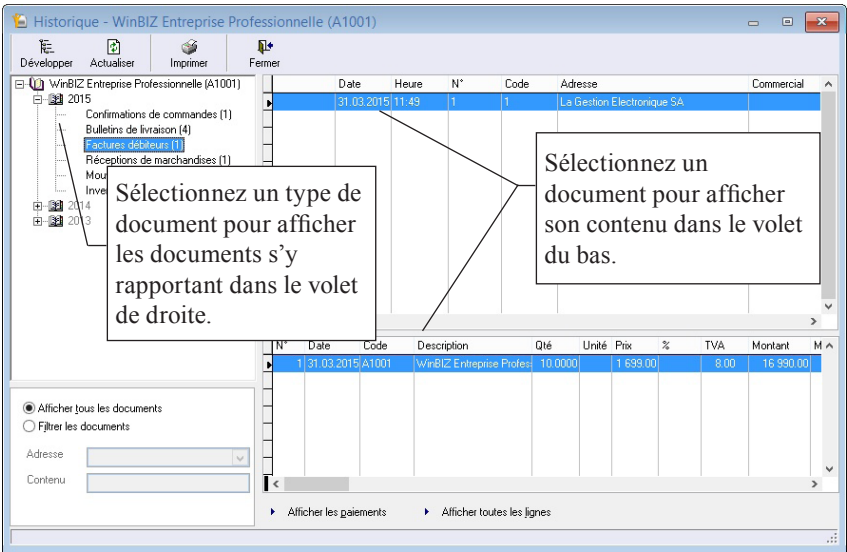 Historique - WinBIZ Entreprise Professionnelle (A1001)
Développer Actualiser Imprimer Fermer
WinBIZ Entreprise Professionnelle (A1001)
2015
Confirmations de commandes (1)
Bulletins de livraison (4)
Factures débiteurs (1)
Réceptions de marchandises (1)
Mou
Inve
2014
2013
Date Heure N° Code Adresse Commercial
31.03.2015 11:49 1 1 La Gestion Electronique SA
Sélectionnez un type de
document pour afficher
les documents s’y
rapportant dans le volet
de droite.
Sélectionnez un
document pour afficher
son contenu dans le volet
du bas.
N° Date Code Description Qté Unité Prix % TVA Montant M
1 31.03.2015 A1001 WinBIZ Entreprise Profes 10.0000 1 699.00 8.00 16 990.00
Afficher tous les documents
Filtrer les documents
Adresse
Contenu
Afficher les paiements Afficher toutes les lignes